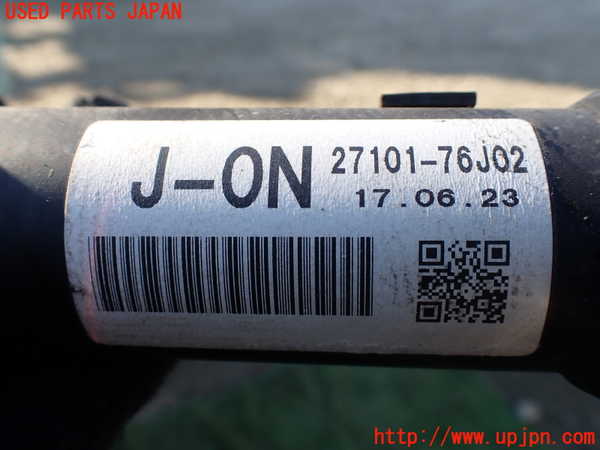 USED PARTS JAPAN
J-ON 27101-76J02
17.06.23
http://www.upjpn.com/